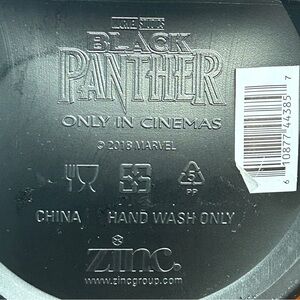 MARVEL STUDIOS
BLACK
PANTHER
ONLY IN CINEMAS
© 2018 MARVEL
5
PP
CHINA
HAND WASH ONLY
zinc.
www.zincgroup.com
6 10877 44385 7